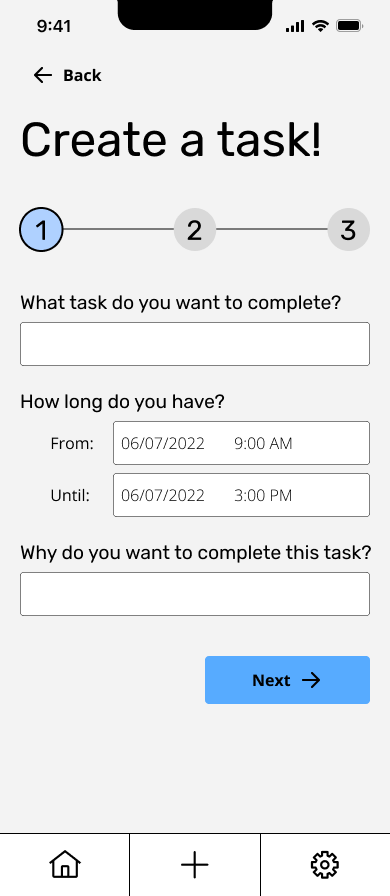 9:41
Back
Create a task!
1 2 3
What task do you want to complete?
How long do you have?
From: 06/07/2022 9:00 AM
Until: 06/07/2022 3:00 PM
Why do you want to complete this task?
Next